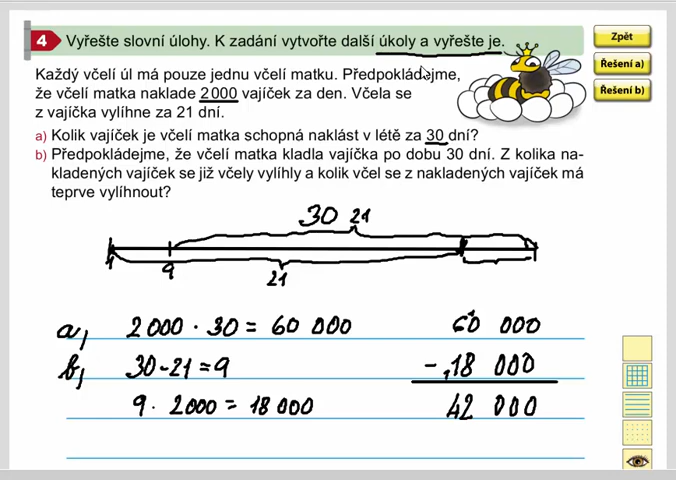 4 Vyřešte slovní úlohy. K zadání vytvořte další úkoly a vyřešte je.
Zpět
Řešení a)
Řešení b)
Každý včelí úl má pouze jednu včelí matku. Předpokládejme,
že včelí matka naklade 2 000 vajíček za den. Včela se
z vajíčka vylíhne za 21 dní.
a) Kolik vajíček je včelí matka schopná naklást v létě za 30 dní?
b) Předpokládejme, že včelí matka kladla vajíčka po dobu 30 dní. Z kolika na-
kladených vajíček se již včely vylíhly a kolik včel se z nakladených vajíček má
teprve vylíhnout?
30 21
1 9 21
a) 2 000 · 30 = 60 000
b) 30 - 21 = 9
9 · 2000 = 18 000
60 000
- 18 000
42 000